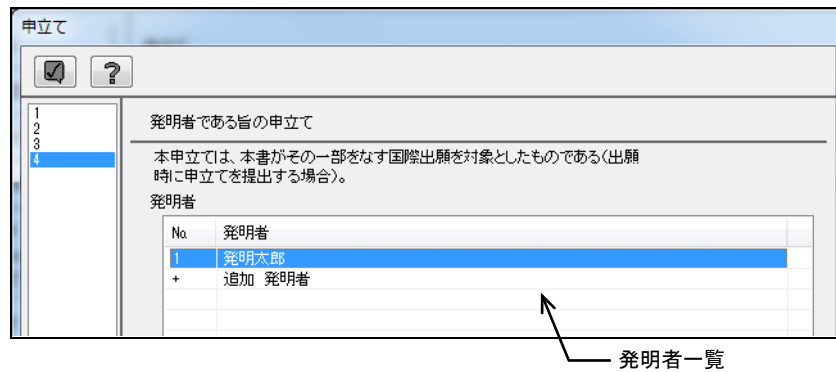 申立て
1
2
3
4
発明者である旨の申立て
本申立ては、本書がその一部をなす国際出願を対象としたものである(出願
時に申立てを提出する場合)。
発明者
No. 発明者
1 発明太郎
+ 追加 発明者
発明者一覧